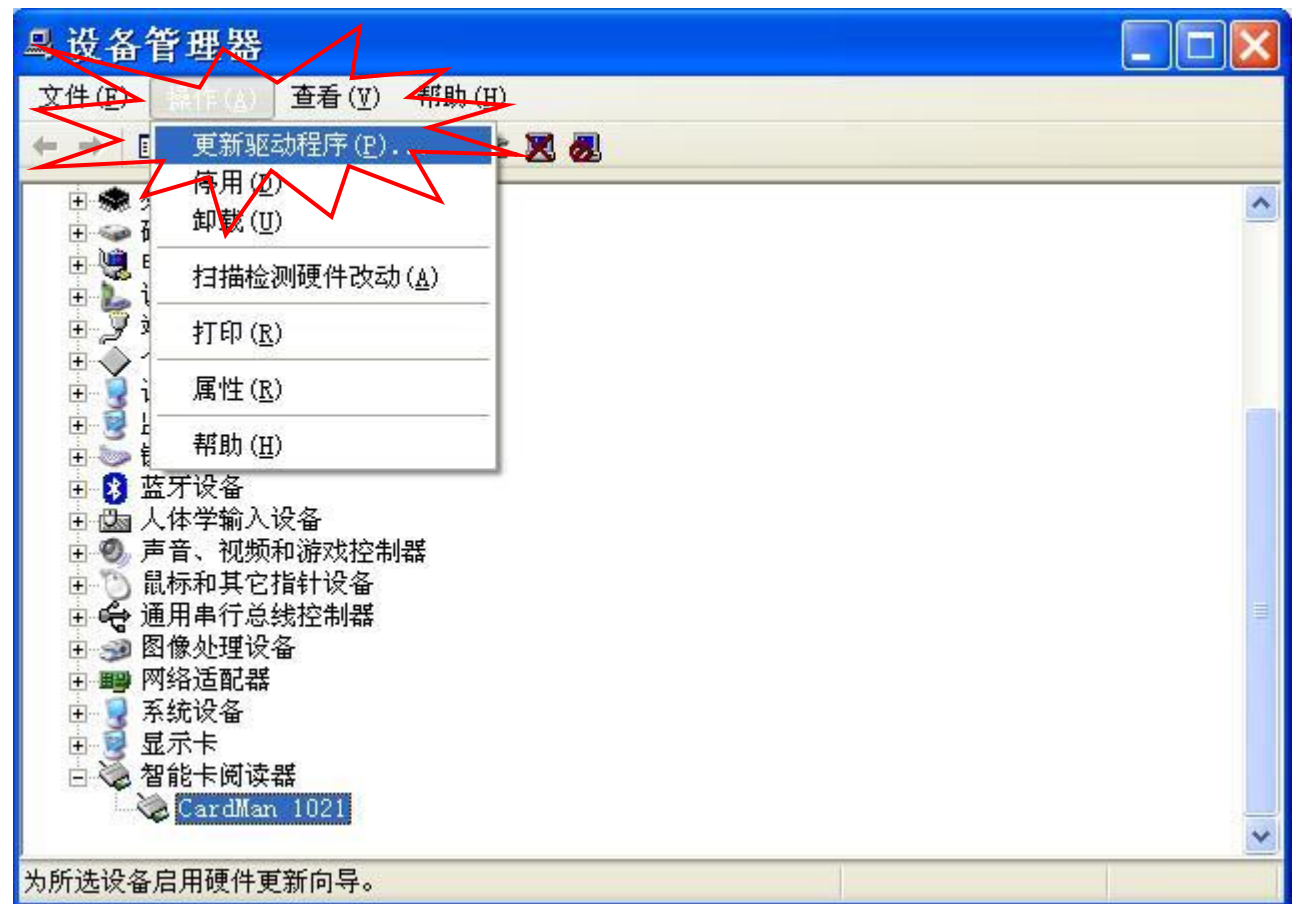 设备管理器
文件(F) 操作(A) 查看(V) 帮助(H)
更新驱动程序(P)...
停用(D)
卸载(U)
扫描检测硬件改动(A)
打印(R)
属性(R)
帮助(H)
蓝牙设备
人体学输入设备
声音、视频和游戏控制器
鼠标和其它指针设备
通用串行总线控制器
图像处理设备
网络适配器
系统设备
显示卡
智能卡阅读器
CardMan 1021
为所选设备启用硬件更新向导。